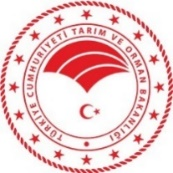 TÜRKİYE CUMHURİYETİ TARIM VE ORMAN BAKANLIĞI